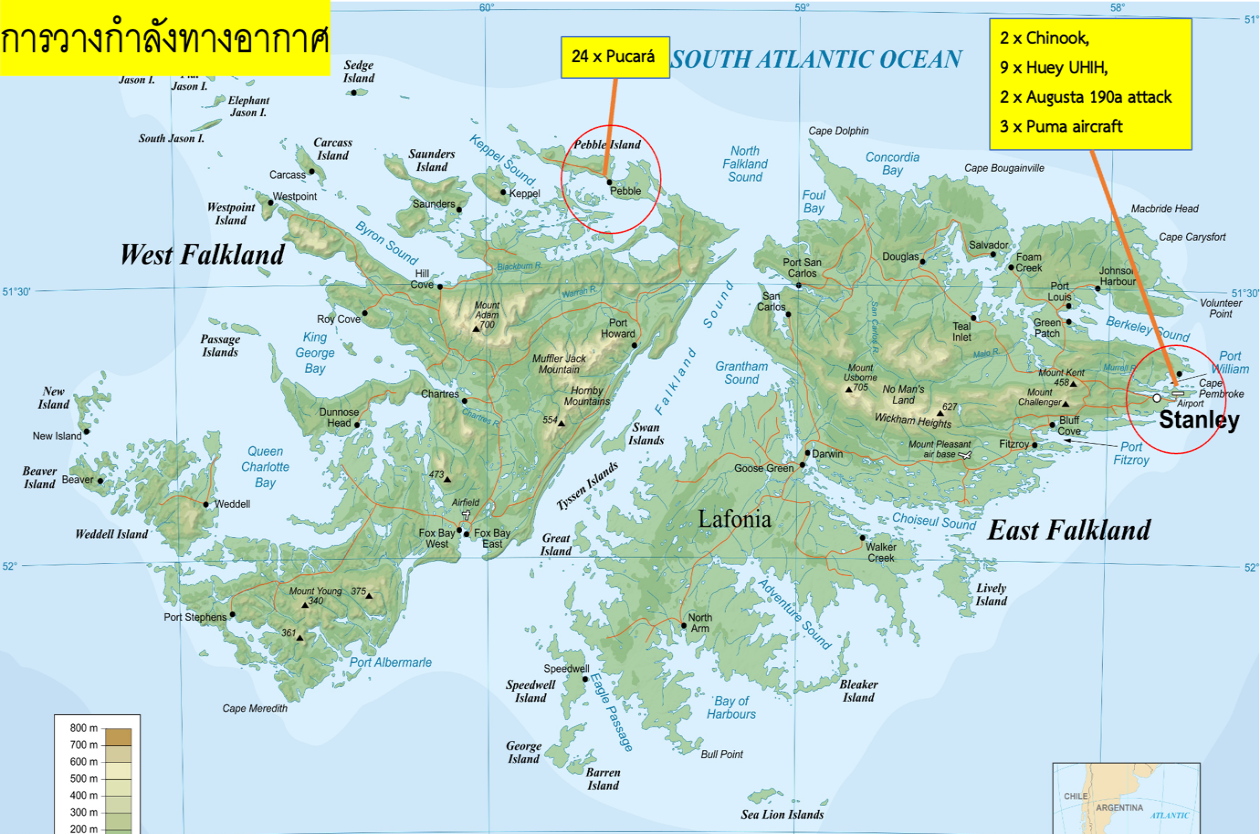 การวางกำลังทางอากาศ
60°
59°
58°
51°
24 x Pucará
SOUTH ATLANTIC OCEAN
2 x Chinook,
9 x Huey UHIH,
2 x Augusta 190a attack
3 x Puma aircraft
Jason I.
Jason I.
Elephant
Jason I.
South Jason I.
Sedge
Island
Carcass
Island
Carcass
Westpoint
Westpoint
Island
Saunders
Island
Saunders
Keppel Sound
Keppel
Pebble Island
Pebble
North
Falkland
Sound
Cape Dolphin
Concordia
Bay
Cape Bougainville
Foul
Bay
Macbride Head
Cape Carysfort
West Falkland
Byron Sound
Hill
Cove
Blackburn R.
Warrah R.
Mount
Adam
700
Roy Cove
Port
Howard
Port San
Carlos
San
Carlos
San Carlos R.
Douglas
Salvador
Foam
Creek
Johnson
Harbour
Port
Louis
Green
Patch
Teal
Inlet
Volunteer
Point
Berkeley Sound
51°30'
51°30'
Passage
Islands
King
George
Bay
Muffler Jack
Mountain
Hornby
Mountains
554
Falkland Sound
Grantham
Sound
Mount
Usborne
705
No Man's
Land
627
Wickham Heights
Malo R.
Murrell R.
Mount Kent
458
Mount
Challenger
Port
William
Cape
Pembroke
Airport
Stanley
New
Island
New Island
Dunnose
Head
Chartres
Chartres R.
Swan
Islands
Bluff
Cove
Fitzroy
Port
Fitzroy
Mount Pleasant
air base
Darwin
Goose Green
Beaver
Island
Beaver
Queen
Charlotte
Bay
Weddell
Weddell Island
473
Airfield
Fox Bay
West
Fox Bay
East
Tyssen Islands
Great
Island
Lafonia
Choiseul Sound
East Falkland
Walker
Creek
Lively
Island
52°
52°
Mount Young
340
375
361
Port Stephens
Port Albermarle
Cape Meredith
North
Arm
Adventure Sound
Speedwell
Speedwell
Island
Eagle Passage
Bleaker
Island
Bay of
Harbours
Bull Point
George
Island
Barren
Island
Sea Lion Islands
800 m
700 m
600 m
500 m
400 m
300 m
200 m
CHILE
ARGENTINA
ATLANTIC